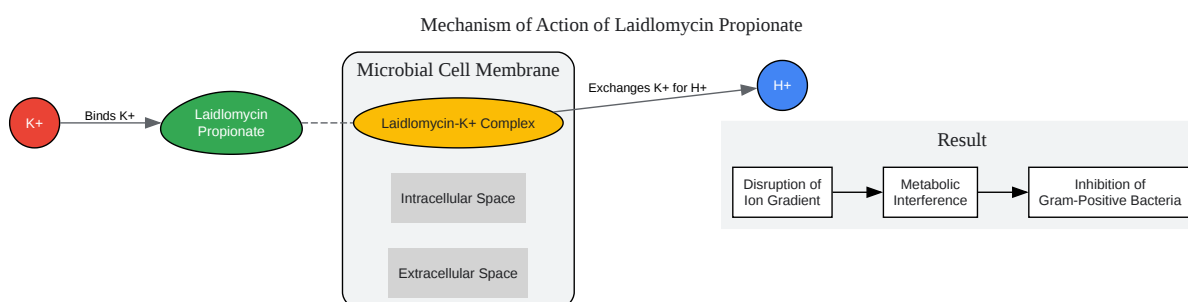 Mechanism of Action of Laidlomycin Propionate
Microbial Cell Membrane
K+
Binds K+
Laidlomycin
Propionate
Laidlomycin-K+ Complex
Exchanges K+ for H+
H+
Intracellular Space
Extracellular Space
Result
Disruption of
Ion Gradient
Metabolic
Interference
Inhibition of
Gram-Positive Bacteria